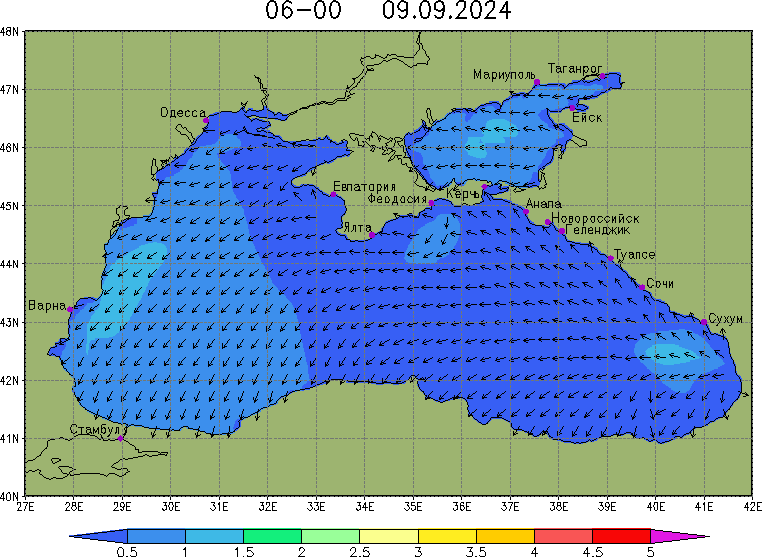 06-00 09.09.2024
48N
47N
46N
45N
44N
43N
42N
41N
40N
Мариуполь
Таганрог
Одесса
Ейск
Евпатория
Феодосия
Керчь
Анапа
Новороссийск
Геленджик
Ялта
Туапсе
Сочи
Варна
Сухум
Стамбул
27E 28E 29E 30E 31E 32E 33E 34E 35E 36E 37E 38E 39E 40E 41E 42E
0.5 1 1.5 2 2.5 3 3.5 4 4.5 5